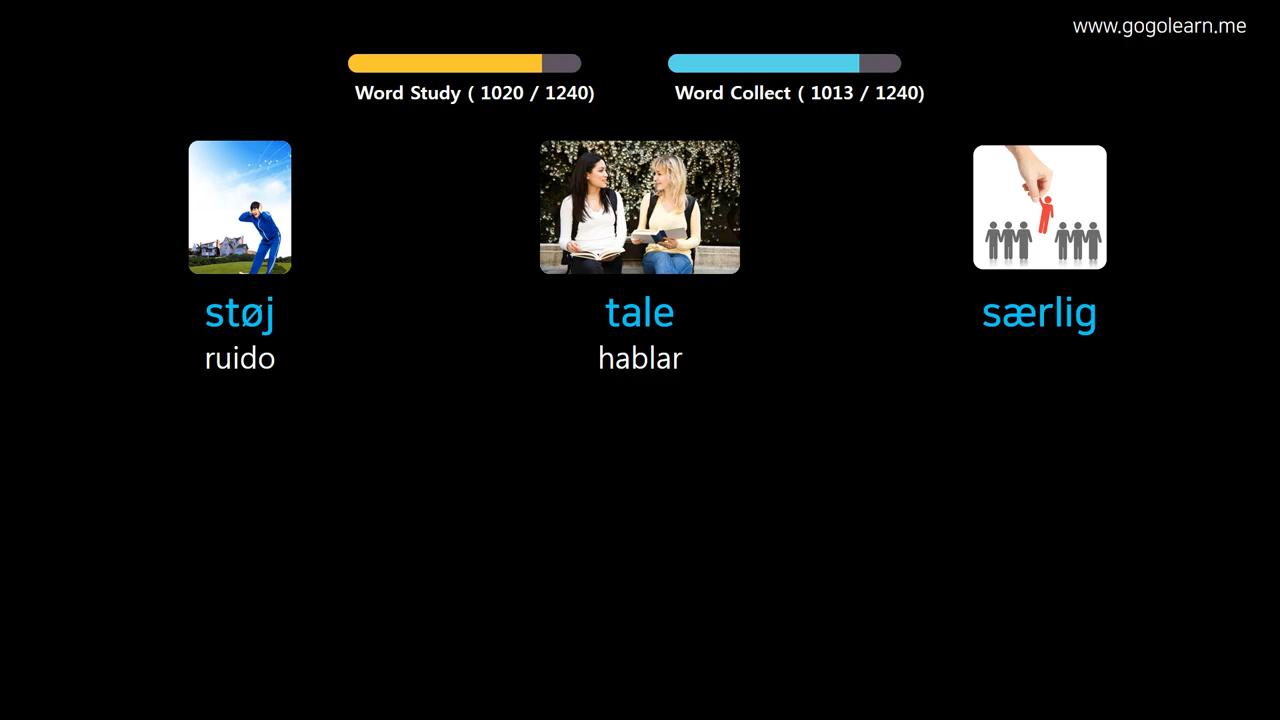 www.gogolearn.me
Word Study ( 1020 / 1240)
Word Collect ( 1013 / 1240)
støj
tale
særlig
ruido
hablar